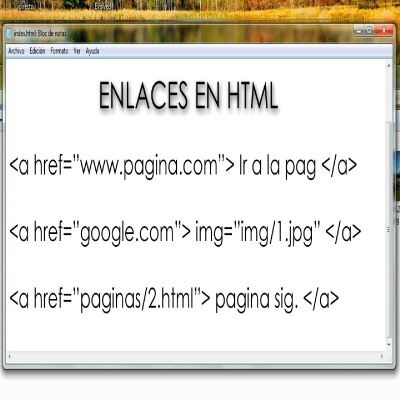 index.html: Bloc de notas
Archivo Edición Formato Ver Ayuda
ENLACES EN HTML
<a href="www.pagina.com"> Ir a la pag </a>
<a href="google.com"> img="img/1.jpg" </a>
<a href="paginas/2.html"> pagina sig. </a>